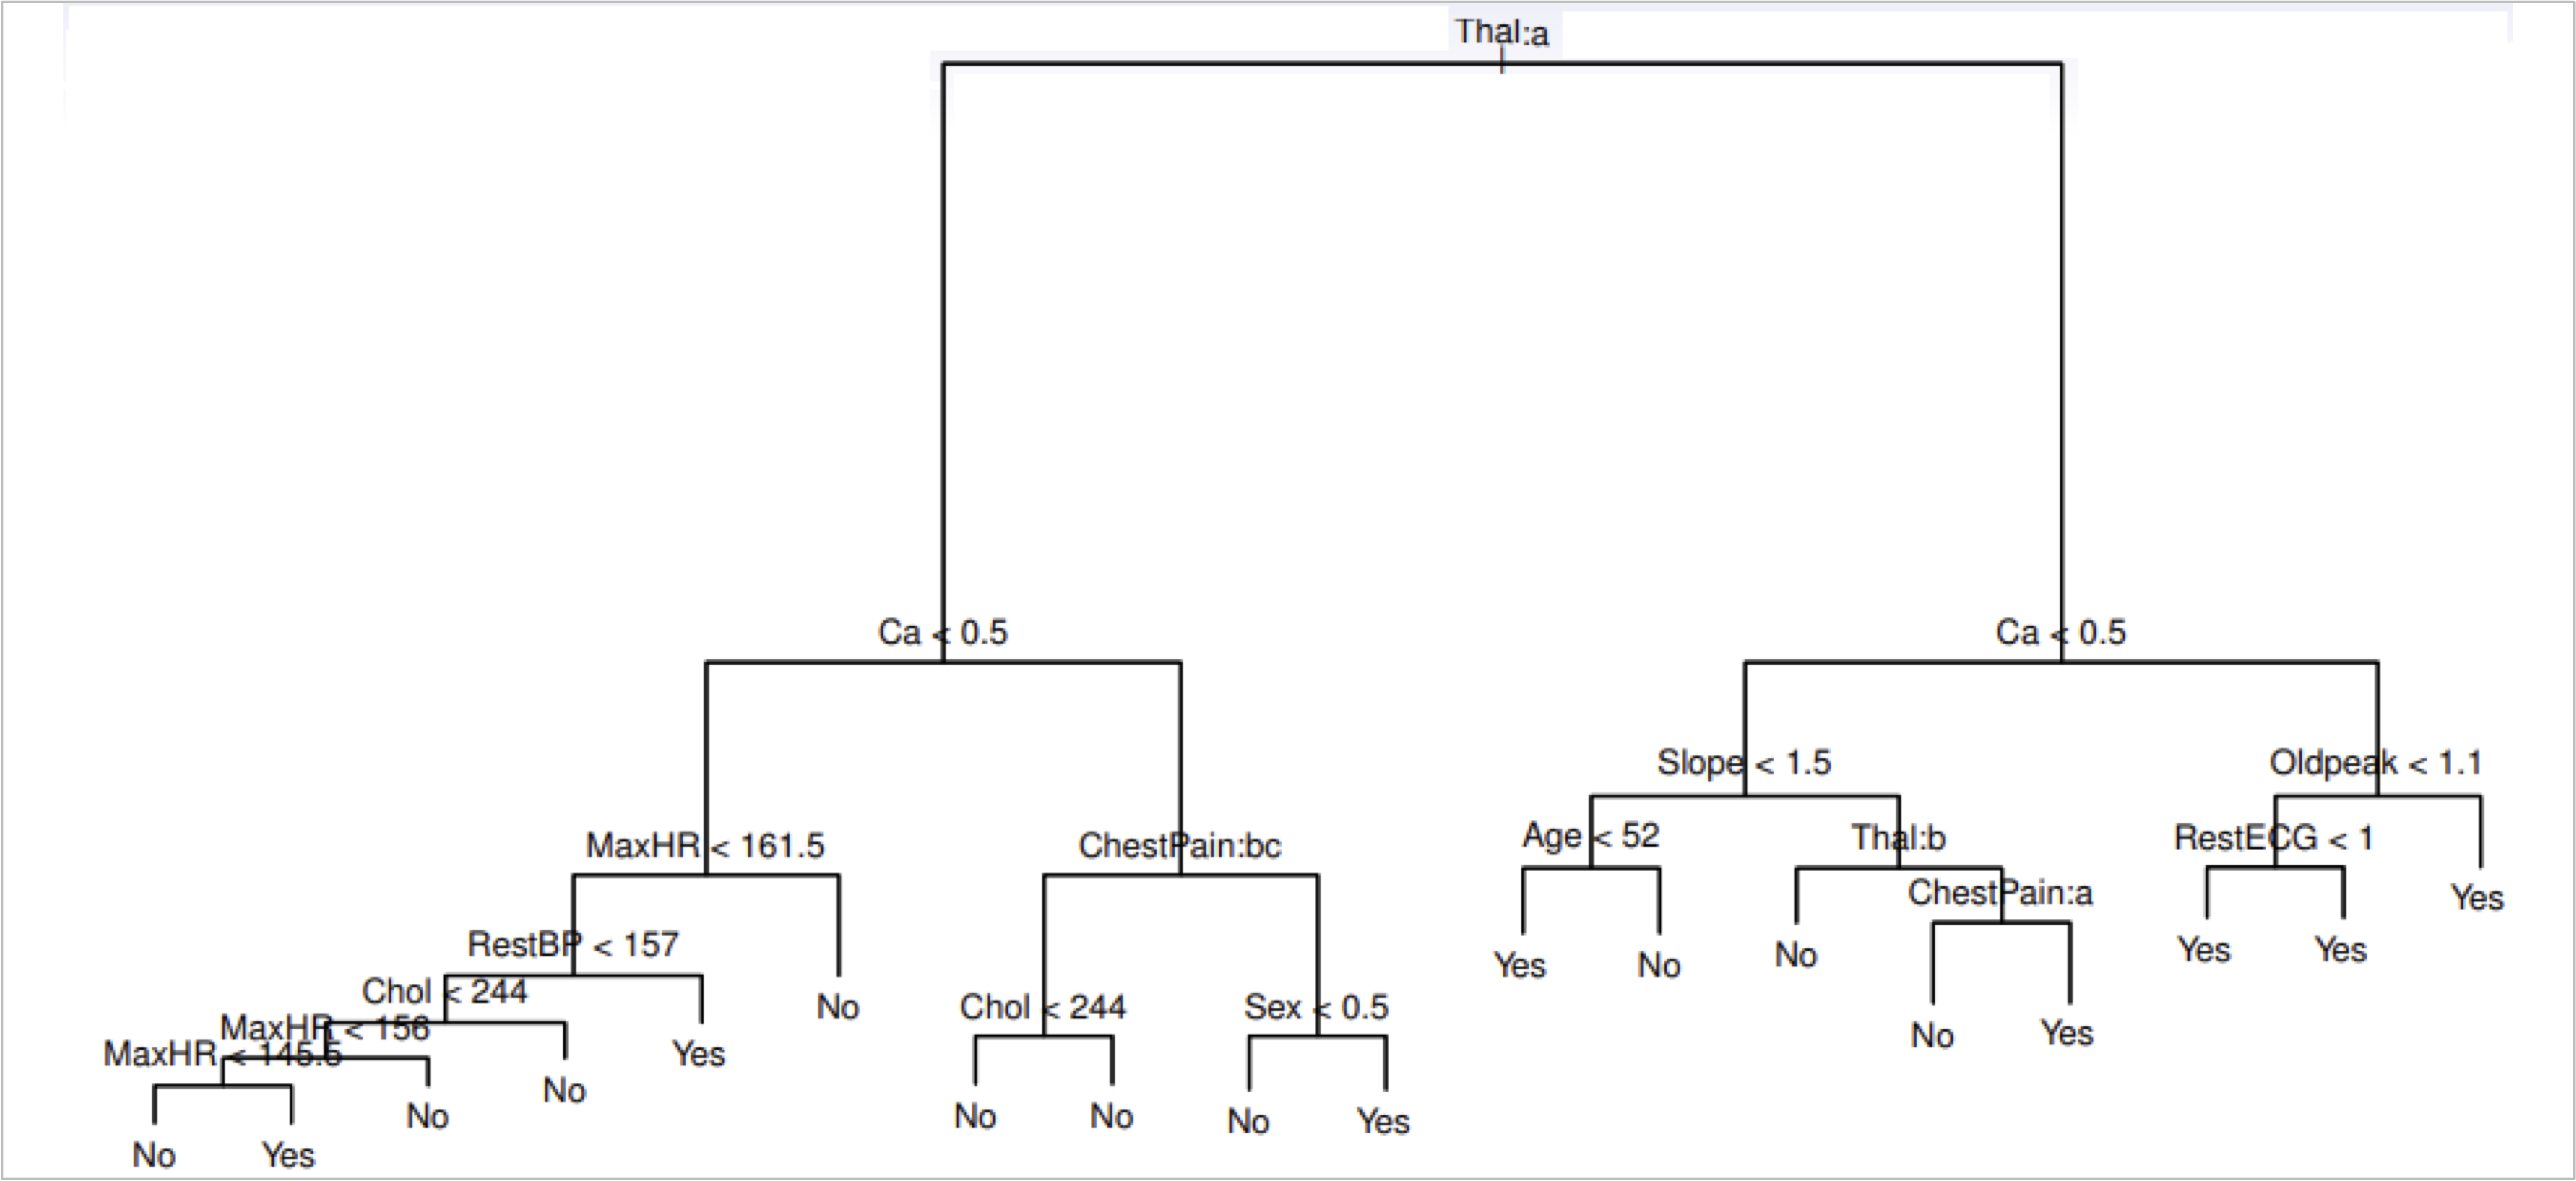 Thal:a
Ca < 0.5
Ca < 0.5
Slope < 1.5
Oldpeak < 1.1
MaxHR < 161.5
ChestPain:bc
Age < 52
Thal:b
RestECG < 1
ChestPain:a
Yes
RestBP < 157
Yes
No
No
Yes
Yes
Chol < 244
No
Chol < 244
Sex < 0.5
No
Yes
MaxHR < 156
MaxHR < 145.5
Yes
No
No
No
No
No
Yes
No
Yes